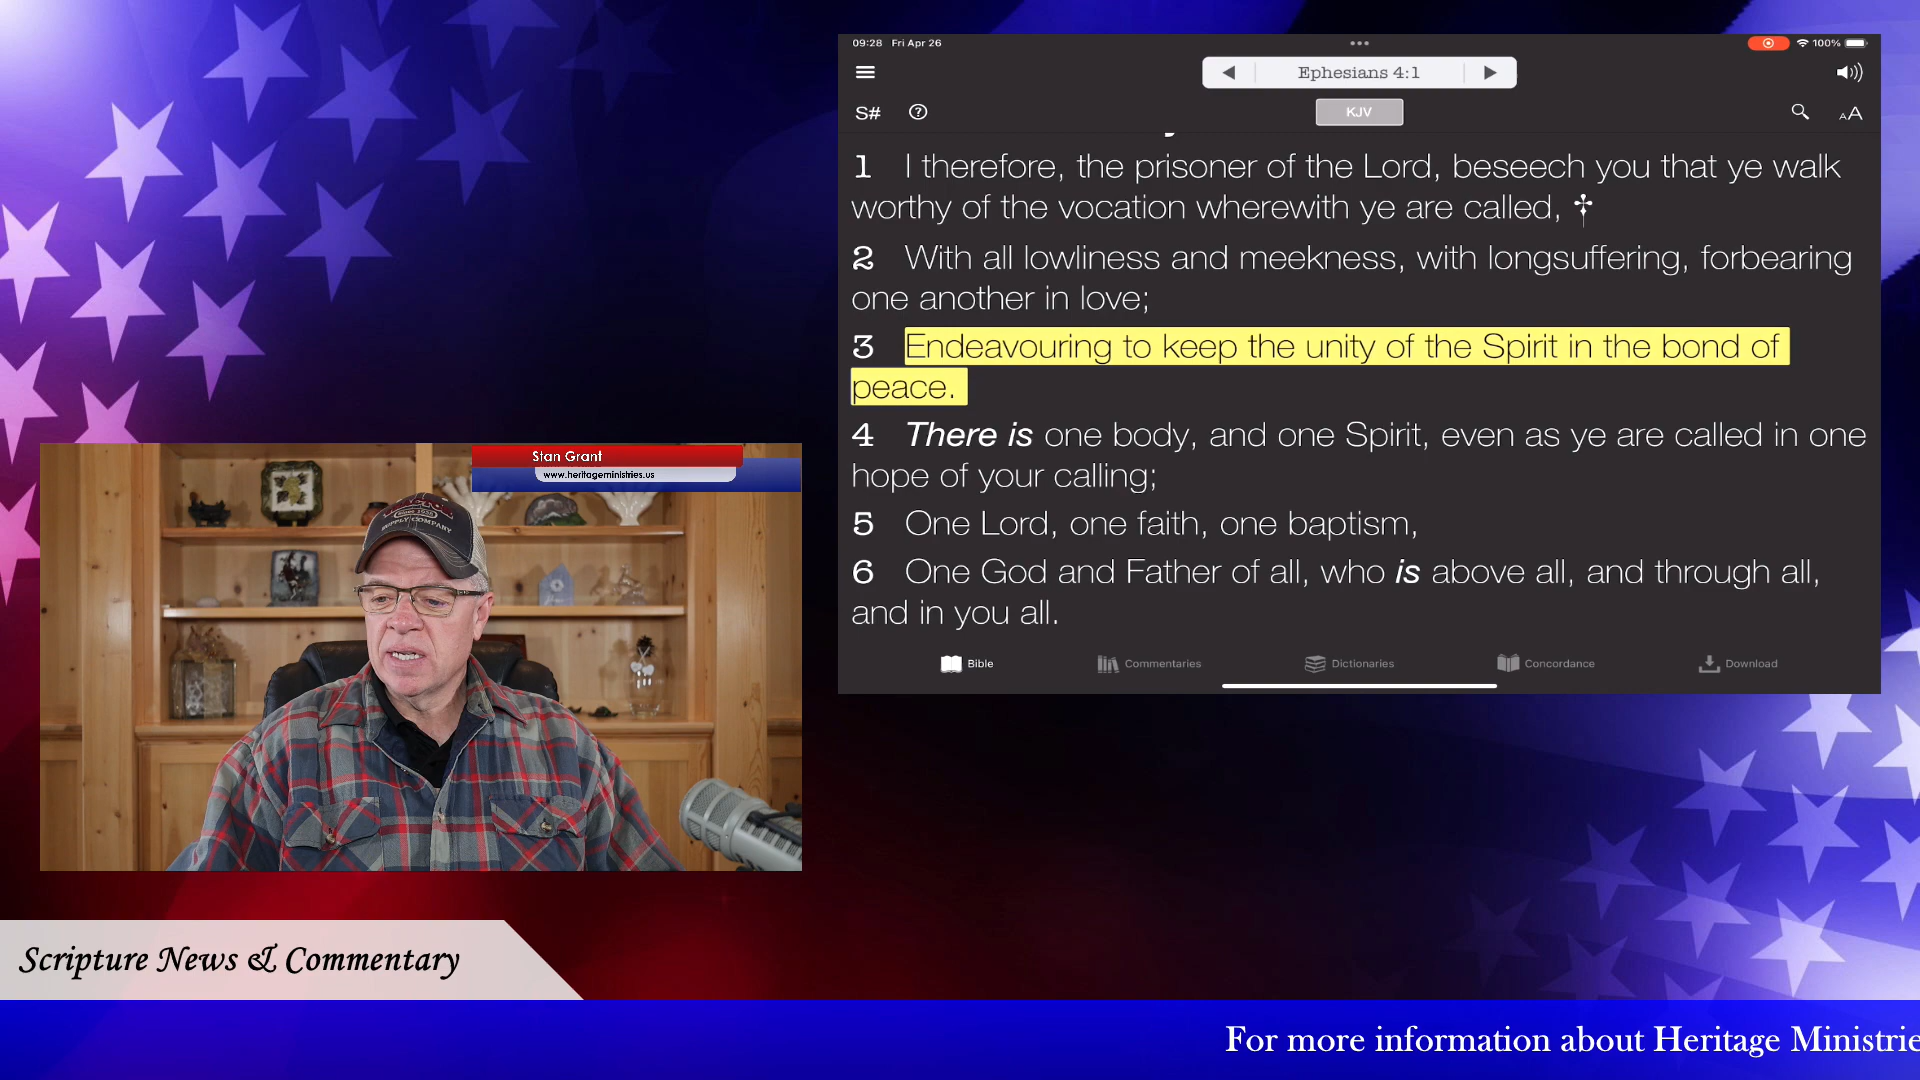 09:28 Fri Apr 26
100%
Ephesians 4:1
S#
KJV
AA
1 I therefore, the prisoner of the Lord, beseech you that ye walk
worthy of the vocation wherewith ye are called,
2 With all lowliness and meekness, with longsuffering, forbearing
one another in love;
3 Endeavouring to keep the unity of the Spirit in the bond of
peace.
4 There is one body, and one Spirit, even as ye are called in one
hope of your calling;
5 One Lord, one faith, one baptism,
6 One God and Father of all, who is above all, and through all,
and in you all.
Bible Commentaries Dictionaries Concordance Download
Stan Grant
www.heritageministries.us
SUPPLY COMPANY
Scripture News & Commentary
For more information about Heritage Ministrie